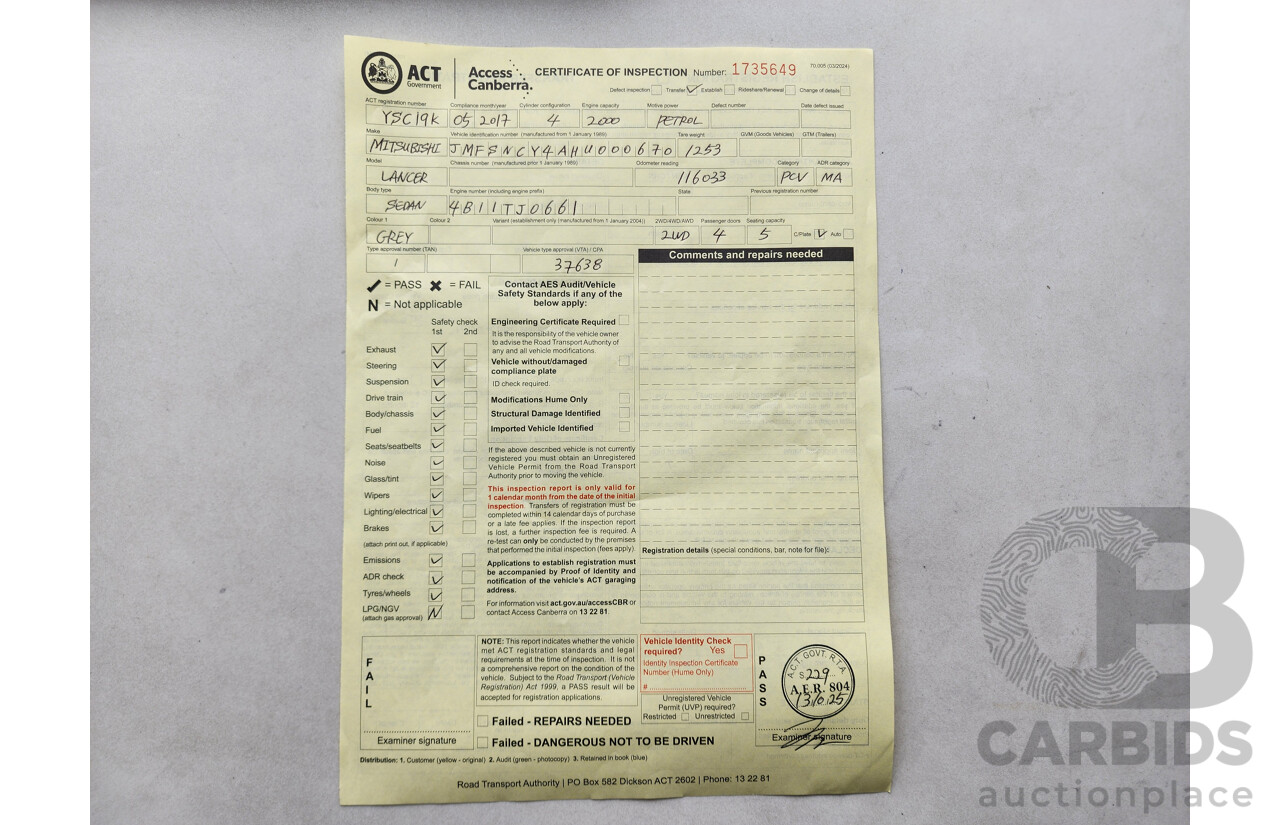 ACT Government
Access Canberra.
CERTIFICATE OF INSPECTION Number: 1735649
T0.005 (03/2024)
Defect inspection Transfer ✓ Establish Rideshare/Renewal Change of details
ACT registration number Compliance month/year Cylinder configuration Engine capacity Motive power Defect number Date defect issued
YSC19K 05 2017 4 2000 PETROL
Make Vehicle identification number (manufactured from 1 January 1989) Tare weight GVM (Goods Vehicles) GTM (Trailers)
MITSUBISHI JMFSNCY4AHU000670 1253
Model Chassis number (manufactured prior 1 January 1989) Odometer reading Category ADR category
LANCER 116033 PCV MA
Body type Engine number (including engine prefix) State Previous registration number
SEDAN 4B11TJ0661
Colour 1 Colour 2 Variant (establishment only (manufactured from 1 January 2004)) 2WD/4WD/AWD Passenger doors Seating capacity
GREY 2WD 4 5 C/Plate ✓ Auto
Type approval number (TAN) Vehicle type approval (VTA) / CPA
1 37638
Comments and repairs needed
✓ = PASS ✖ = FAIL
N = Not applicable
Safety check
1st 2nd
Exhaust ✓
Steering ✓
Suspension ✓
Drive train ✓
Body/chassis ✓
Fuel ✓
Seats/seatbelts ✓
Noise ✓
Glass/tint ✓
Wipers ✓
Lighting/electrical ✓
Brakes ✓
(attach print out, if applicable)
Emissions ✓
ADR check ✓
Tyres/wheels ✓
LPG/NGV N
(attach gas approval)
Contact AES Audit/Vehicle
Safety Standards if any of the
below apply:
Engineering Certificate Required
It is the responsibility of the vehicle owner
to advise the Road Transport Authority of
any and all vehicle modifications.
Vehicle without/damaged
compliance plate
ID check required.
Modifications Hume Only
Structural Damage Identified
Imported Vehicle Identified
If the above described vehicle is not currently
registered you must obtain an Unregistered
Vehicle Permit from the Road Transport
Authority prior to moving the vehicle.
This inspection report is only valid for
1 calendar month from the date of the initial
inspection. Transfers of registration must be
completed within 14 calendar days of purchase
or a late fee applies. If the inspection report
is lost, a further inspection fee is required. A
re-test can only be conducted by the premises
that performed the initial inspection (fees apply).
Applications to establish registration must
be accompanied by Proof of Identity and
notification of the vehicle's ACT garaging
address.
For information visit act.gov.au/accessCBR or
contact Access Canberra on 13 22 81.
Registration details (special conditions, bar, note for file):
FAIL
Examiner signature
NOTE: This report indicates whether the vehicle
met ACT registration standards and legal
requirements at the time of inspection. It is not
a comprehensive report on the condition of the
vehicle. Subject to the Road Transport (Vehicle
Registration) Act 1999, a PASS result will be
accepted for registration applications.
Failed - REPAIRS NEEDED
Failed - DANGEROUS NOT TO BE DRIVEN
Vehicle Identity Check
required? Yes
Identity Inspection Certificate
Number (Hume Only)
#
Unregistered Vehicle
Permit (UVP) required?
Restricted Unrestricted
PASS
A.C.T. GOVT. R.T.A.
S 229
A.E.R. 804
Examiner signature
Distribution: 1. Customer (yellow - original) 2. Audit (green - photocopy) 3. Retained in book (blue)
Road Transport Authority | PO Box 582 Dickson ACT 2602 | Phone: 13 22 81
CB
CARBIDS
auctionplace